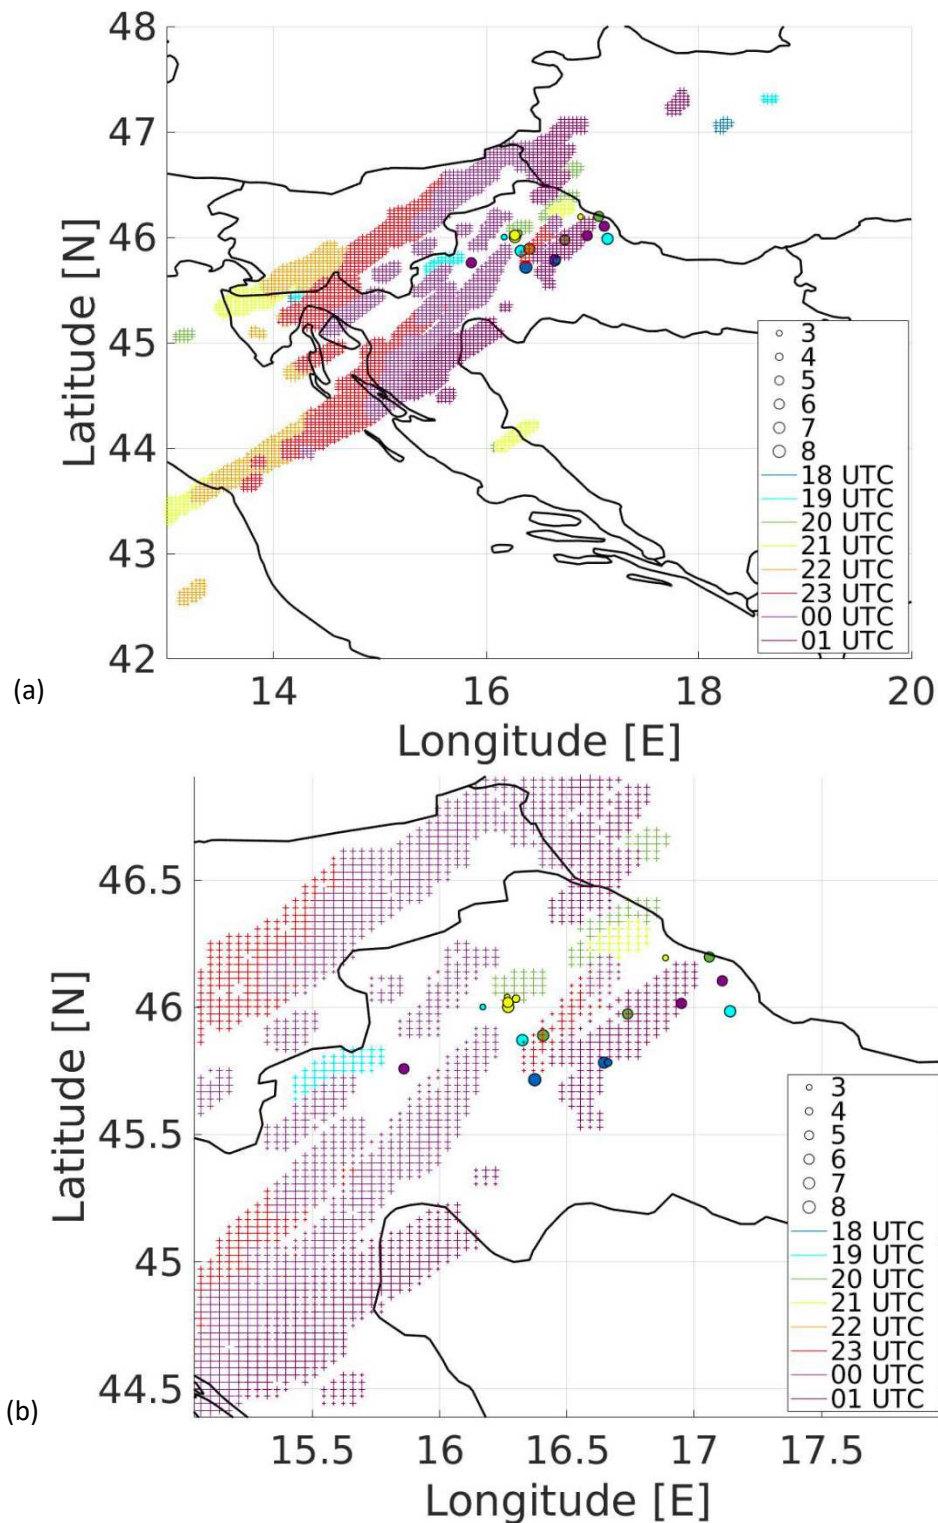 48
47
46
45
44
43
42
Latitude [N]
3
4
5
6
7
8
18 UTC
19 UTC
20 UTC
21 UTC
22 UTC
23 UTC
00 UTC
01 UTC
(a)
14
16
18
20
Longitude [E]
46.5
46
45.5
45
44.5
Latitude [N]
3
4
5
6
7
8
18 UTC
19 UTC
20 UTC
21 UTC
22 UTC
23 UTC
00 UTC
01 UTC
(b)
15.5
16
16.5
17
17.5
Longitude [E]